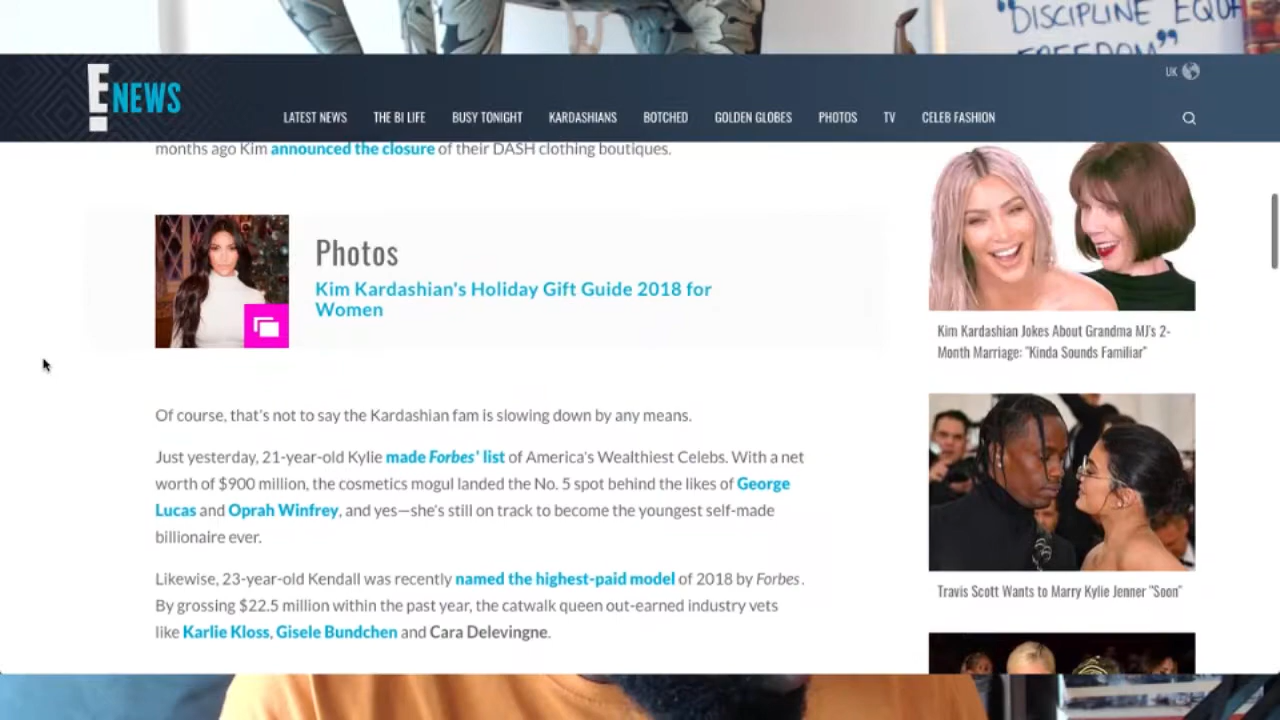 "DISCIPLINE EQUA
FREEDOM"
E!
NEWS
UK
LATEST NEWS
THE BI LIFE
BUSY TONIGHT
KARDASHIANS
BOTCHED
GOLDEN GLOBES
PHOTOS
TV
CELEB FASHION
months ago Kim announced the closure of their DASH clothing boutiques.
Photos
Kim Kardashian's Holiday Gift Guide 2018 for
Women
Of course, that's not to say the Kardashian fam is slowing down by any means.
Just yesterday, 21-year-old Kylie made Forbes' list of America's Wealthiest Celebs. With a net
worth of $900 million, the cosmetics mogul landed the No. 5 spot behind the likes of George
Lucas and Oprah Winfrey, and yes—she's still on track to become the youngest self-made
billionaire ever.
Likewise, 23-year-old Kendall was recently named the highest-paid model of 2018 by Forbes.
By grossing $22.5 million within the past year, the catwalk queen out-earned industry vets
like Karlie Kloss, Gisele Bundchen and Cara Delevingne.
Kim Kardashian Jokes About Grandma MJ's 2-
Month Marriage: "Kinda Sounds Familiar"
Travis Scott Wants to Marry Kylie Jenner "Soon"